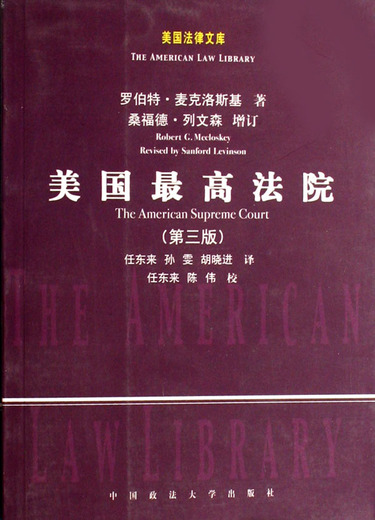 美国法律文库
THE AMERICAN LAW LIBRARY
罗伯特·麦克洛斯基 著
桑福德·列文森 增订
Robert G. Mccloskey
Revised by Sanford Levinson
美国最高法院
The American Supreme Court
(第三版)
任东来 孙雯 胡晓进 译
任东来 陈伟 校
THE AMERICAN
LAW LIBRARY
中国政法大学出版社